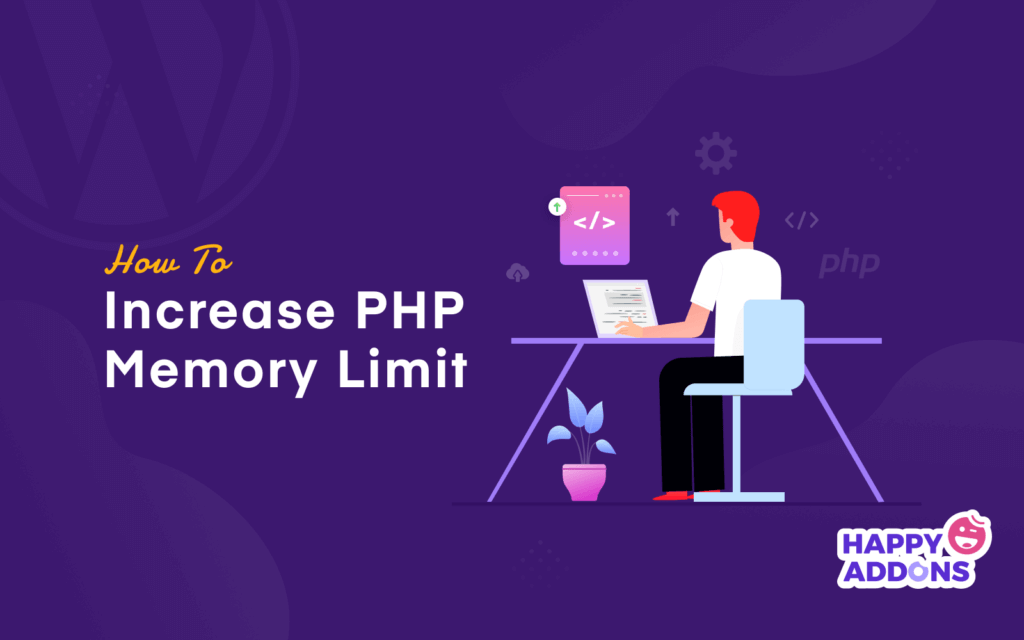 How To
Increase PHP
Memory Limit
</>
</>
php
HAPPY
ADDONS